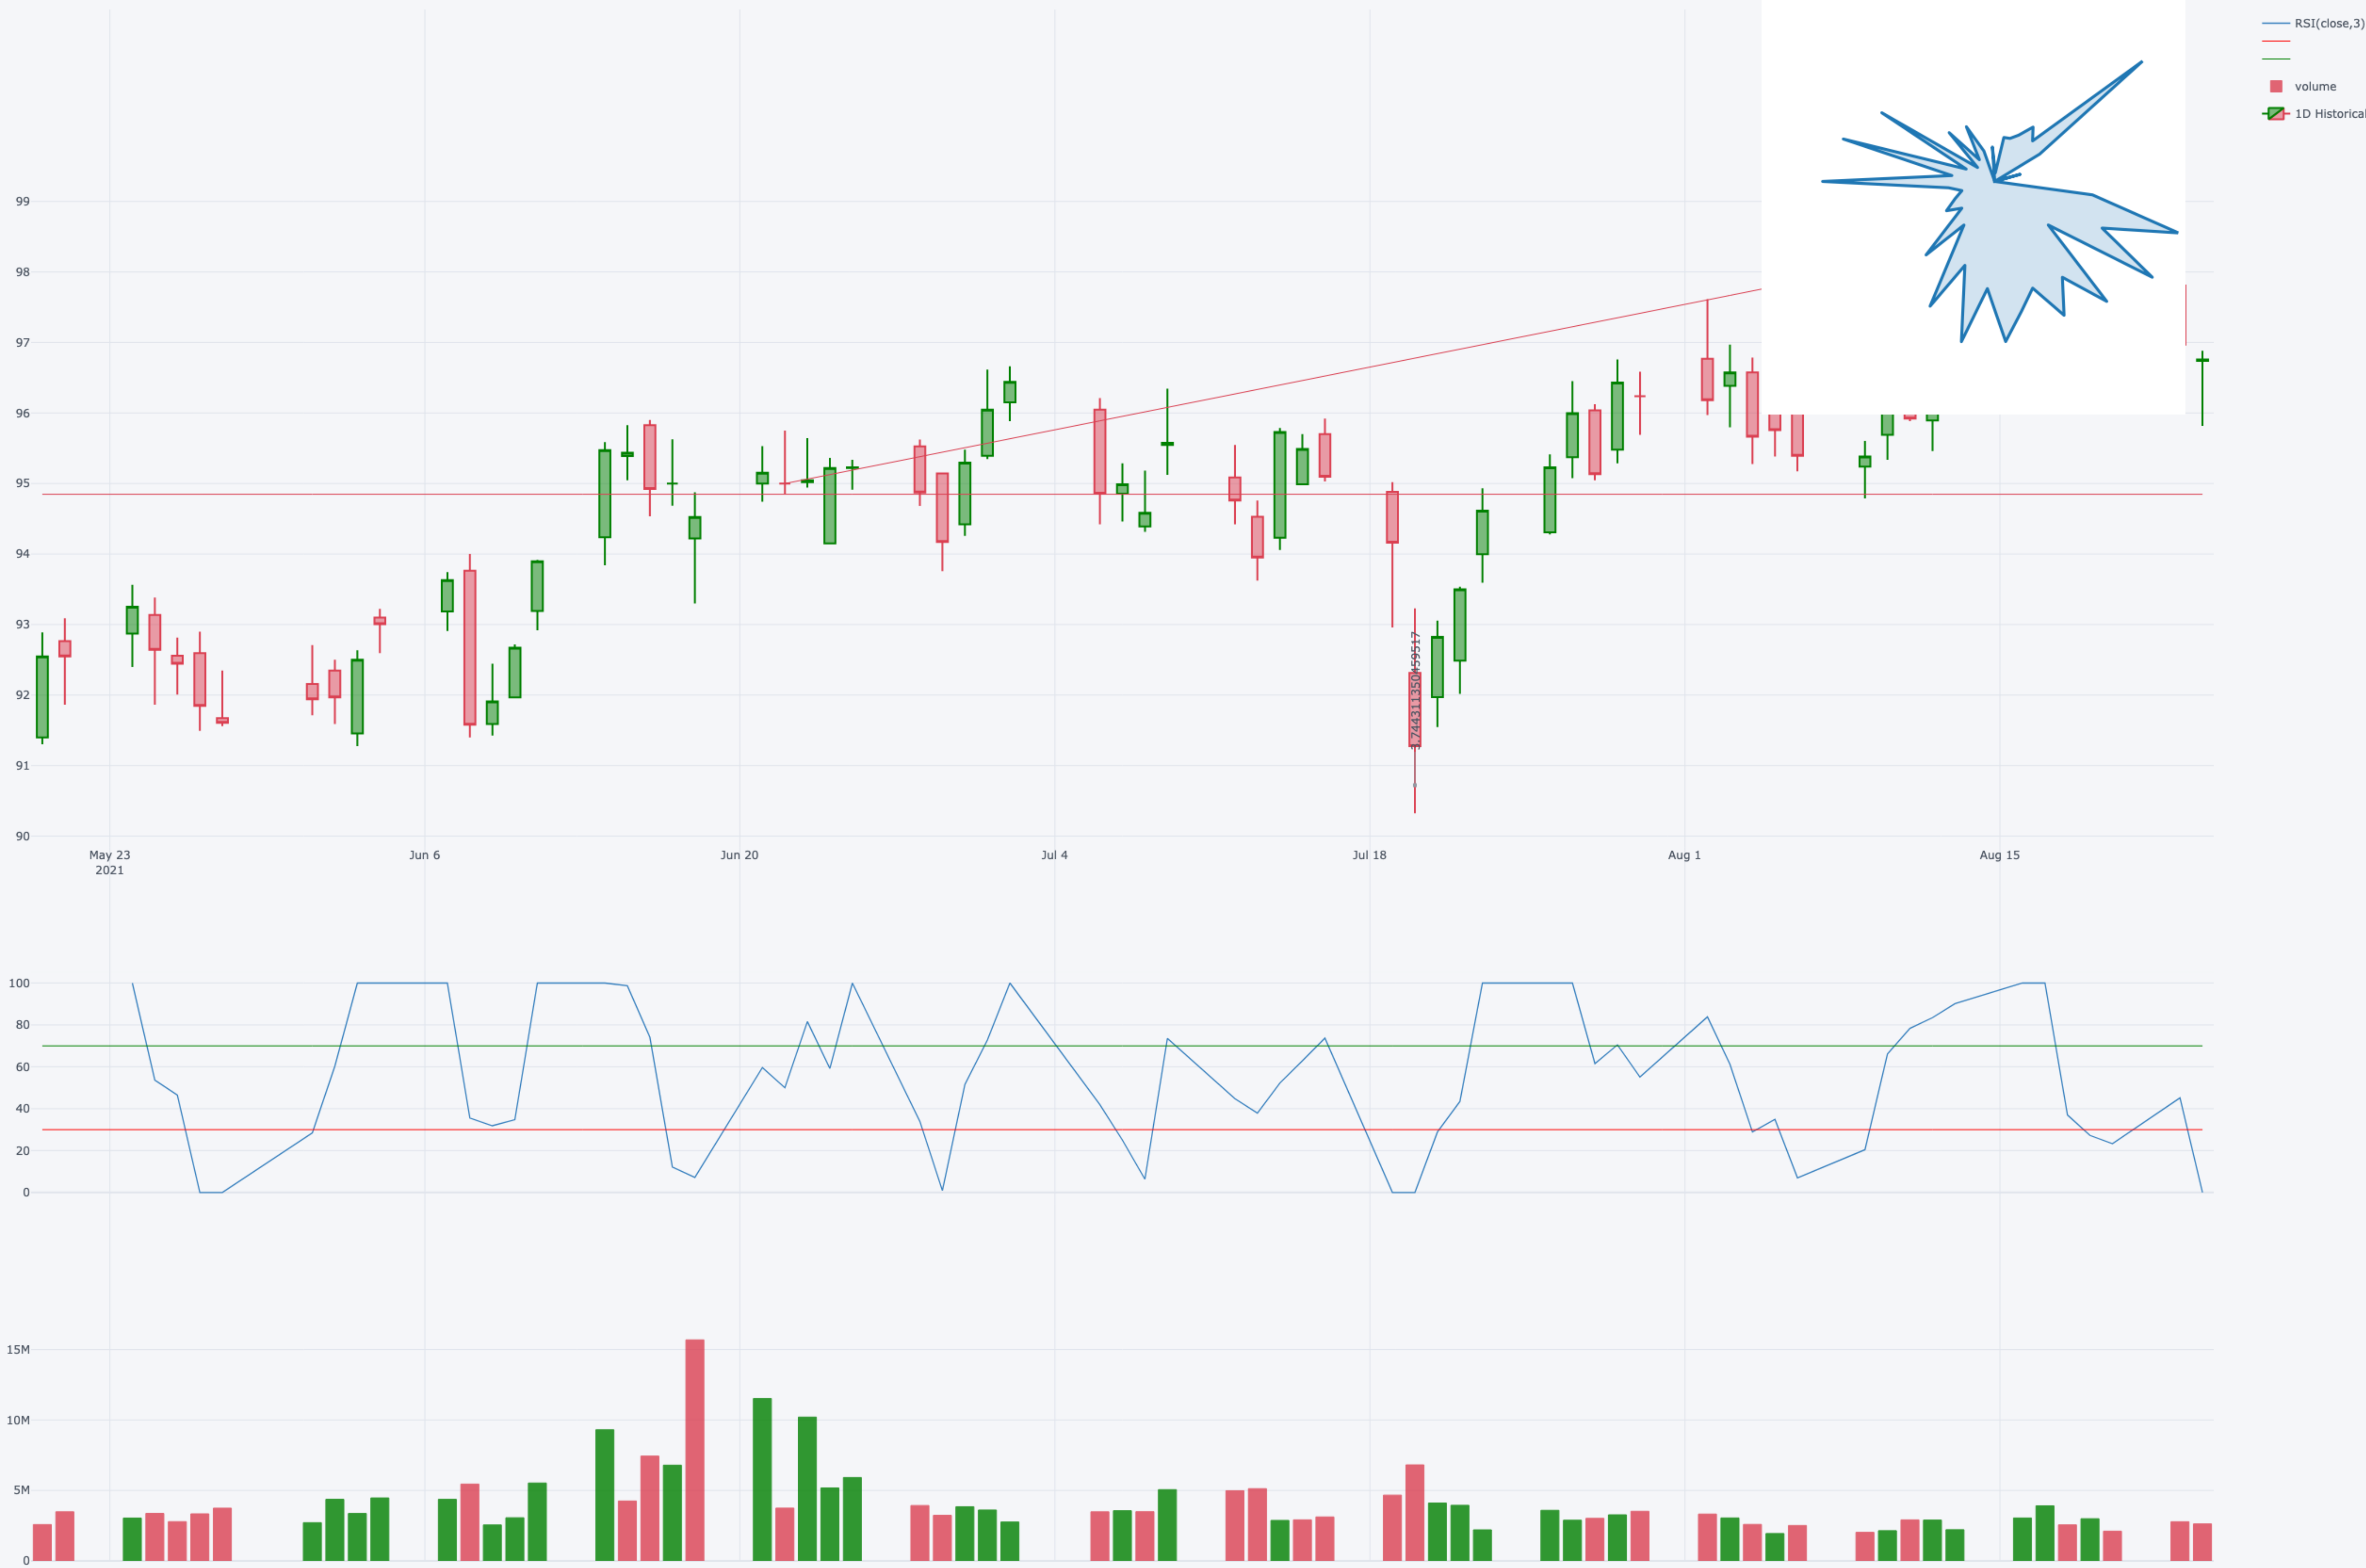 RSI(close,3)
volume
1D Historical
99
98
97
96
95
94
93
92
91
90
May 23
2021
Jun 6
Jun 20
Jul 4
Jul 18
Aug 1
Aug 15
100
80
60
40
20
0
15M
10M
5M
0